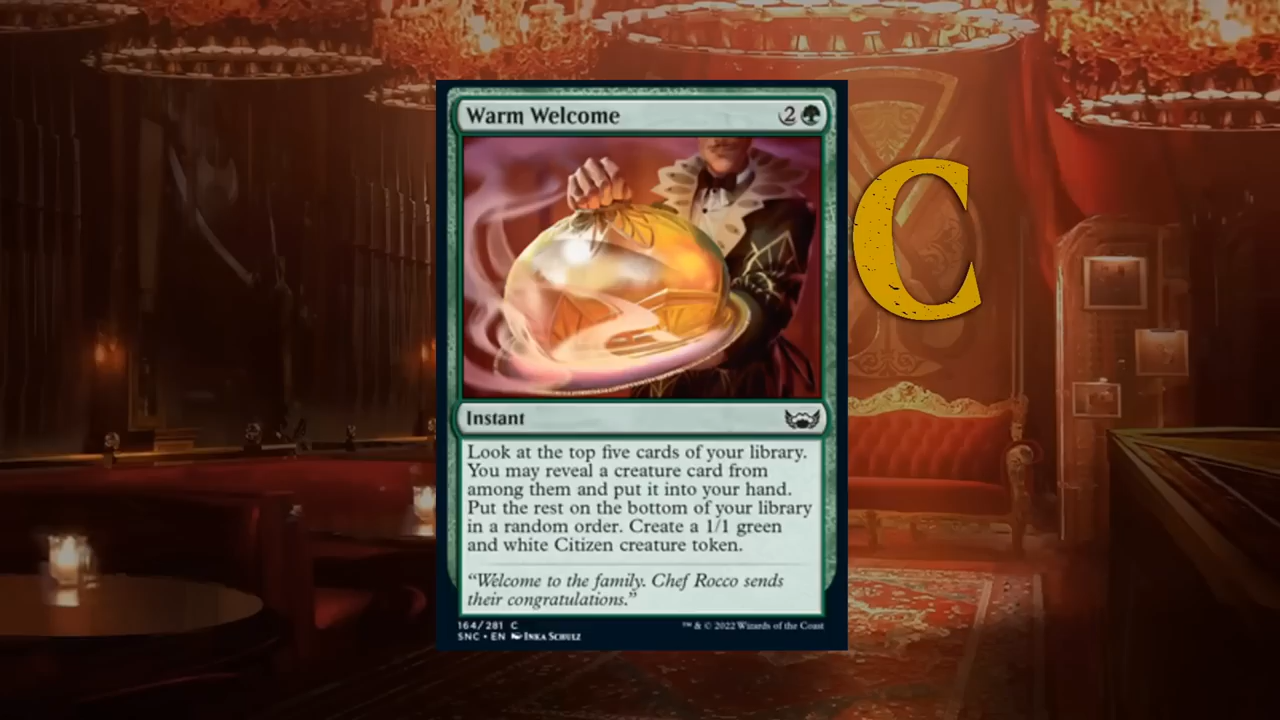 Warm Welcome 2
C
Instant
Look at the top five cards of your library.
You may reveal a creature card from
among them and put it into your hand.
Put the rest on the bottom of your library
in a random order. Create a 1/1 green
and white Citizen creature token.
“Welcome to the family. Chef Rocco sends
their congratulations.”
164/281 C
™ & © 2022 Wizards of the Coast
SNC • EN Inka Schulz